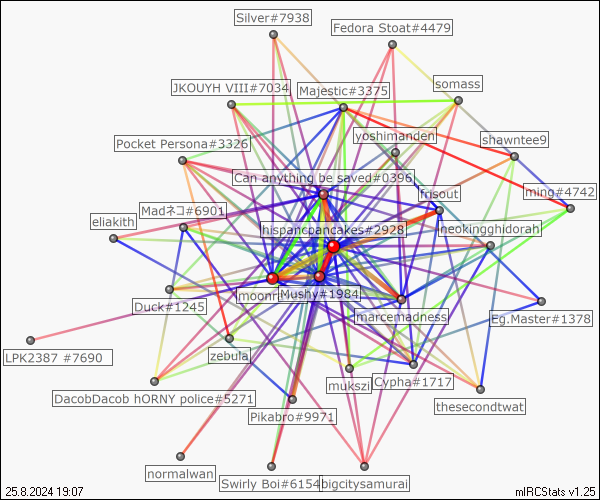 Silver#7938
Fedora Stoat#4479
somass
JKOUYH VIII#7034
Majestic#3375
yoshimanden
shawntee9
Pocket Persona#3326
Can anything be saved#0396
frisout
ming#4742
Madネコ#6901
eliakith
hispancpancakes#2928
neokingghidorah
moonri
Mushy#1984
Duck#1245
marcemadness
Eg.Master#1378
LPK2387 #7690
zebula
mukszi
Cypha#1717
DacobDacob hORNY police#5271
Pikabro#9971
thesecondtwat
normalwan
Swirly Boi#6154
bigcitysamurai
25.8.2024 19:07
mIRCStats v1.25